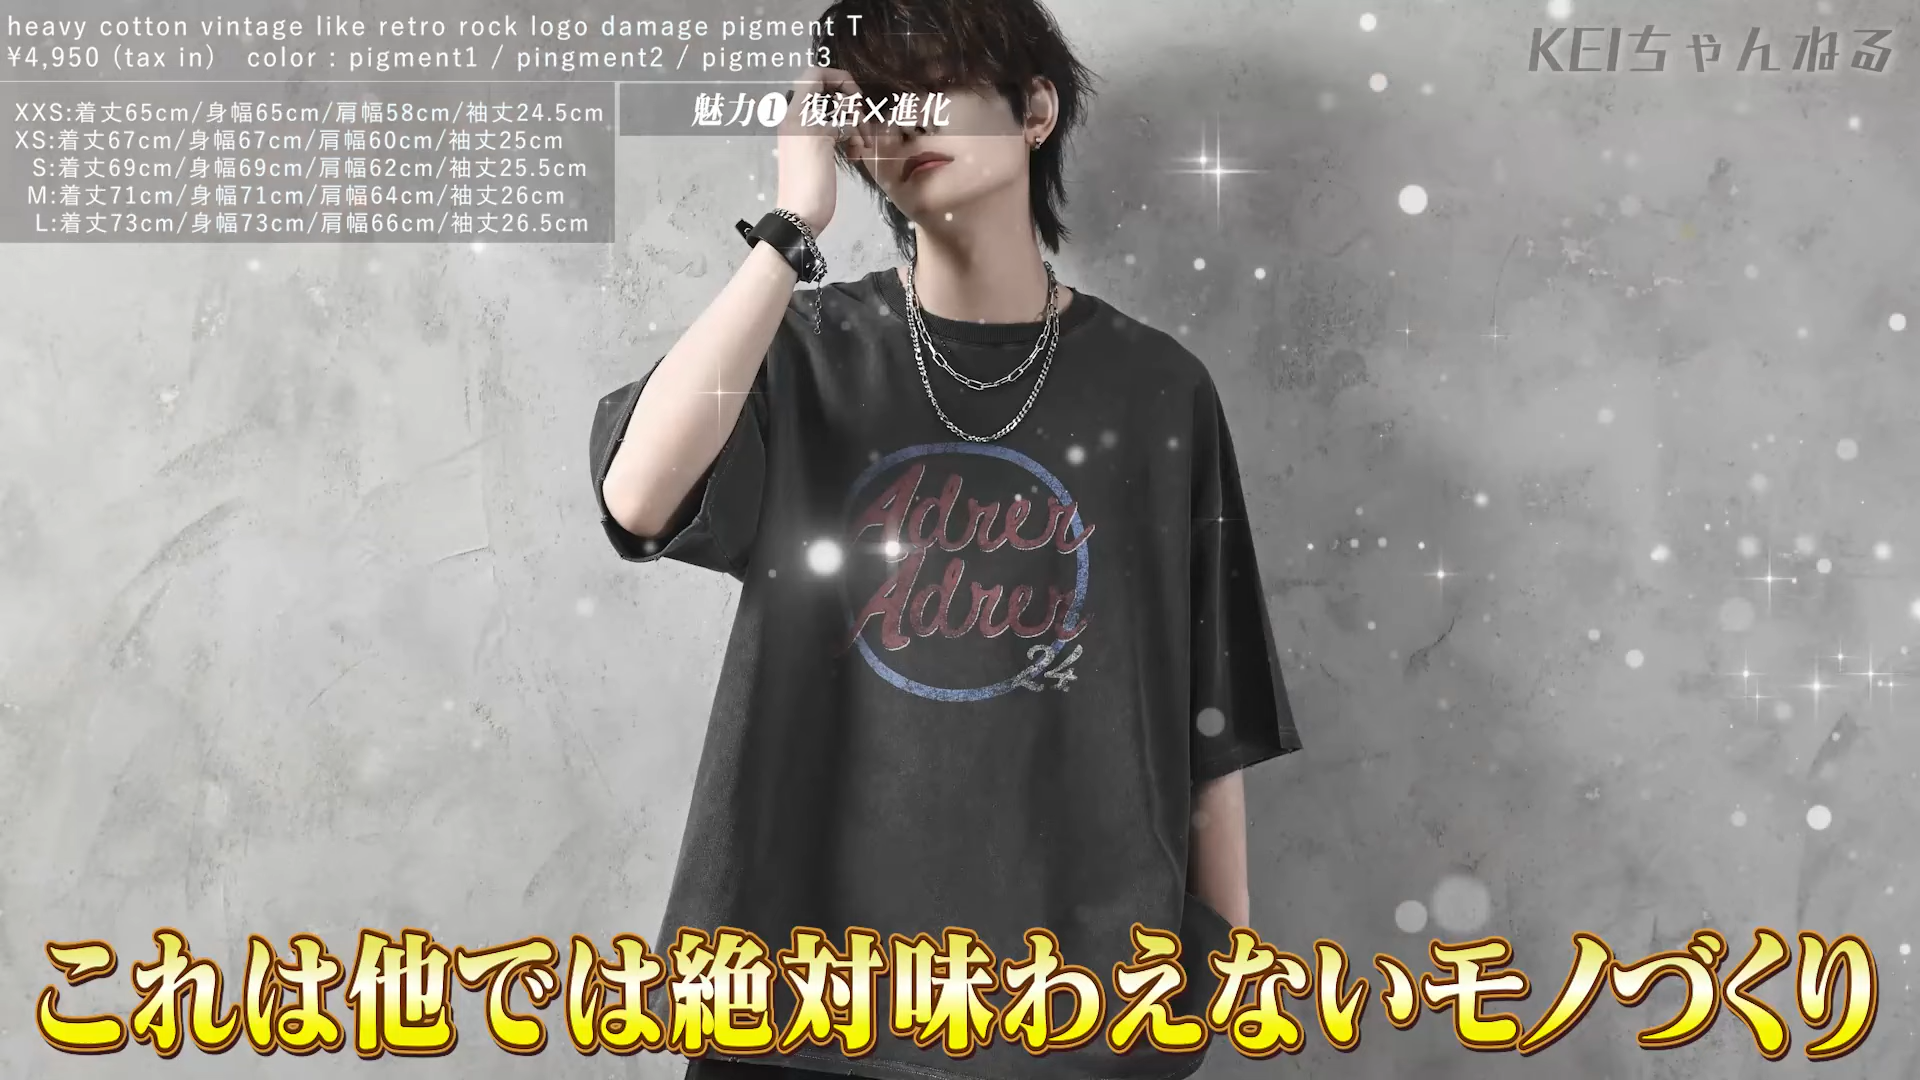 heavy cotton vintage like retro rock logo damage pigment T
¥4,950 (tax in) color : pigment1 / pingment2 / pigment3
XXS:着丈65cm/身幅65cm/肩幅58cm/袖丈24.5cm
XS:着丈67cm/身幅67cm/肩幅60cm/袖丈25cm
S:着丈69cm/身幅69cm/肩幅62cm/袖丈25.5cm
M:着丈71cm/身幅71cm/肩幅64cm/袖丈26cm
L:着丈73cm/身幅73cm/肩幅66cm/袖丈26.5cm
魅力❶ 復活×進化
KEIちゃんねる
Adrer
Adrer
24
これは他では絶対味わえないモノづくり